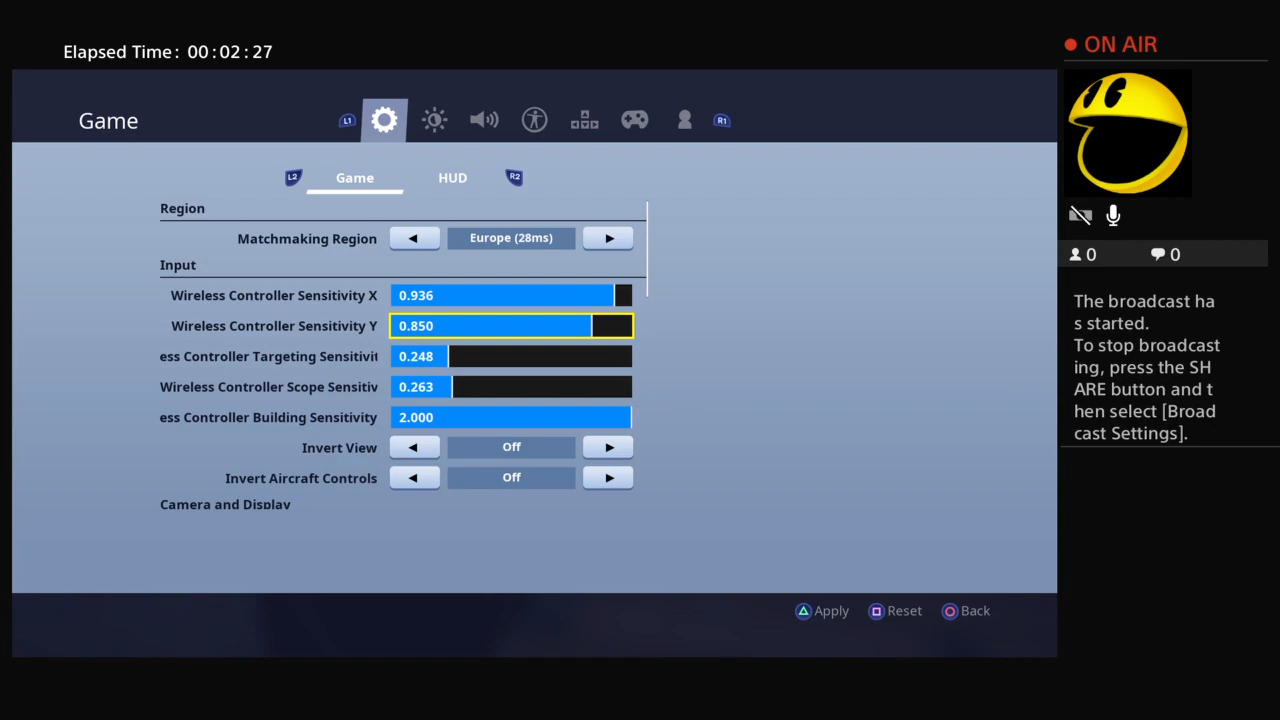 Elapsed Time: 00:02:27
ON AIR
Game
L1
R1
L2
Game
HUD
R2
Region
Matchmaking Region
Europe (28ms)
Input
Wireless Controller Sensitivity X
0.936
Wireless Controller Sensitivity Y
0.850
ess Controller Targeting Sensitivit
0.248
Wireless Controller Scope Sensitiv
0.263
ess Controller Building Sensitivity
2.000
Invert View
Off
Invert Aircraft Controls
Off
Camera and Display
Apply
Reset
Back
0
0
The broadcast ha
s started.
To stop broadcast
ing, press the SH
ARE button and t
hen select [Broad
cast Settings].